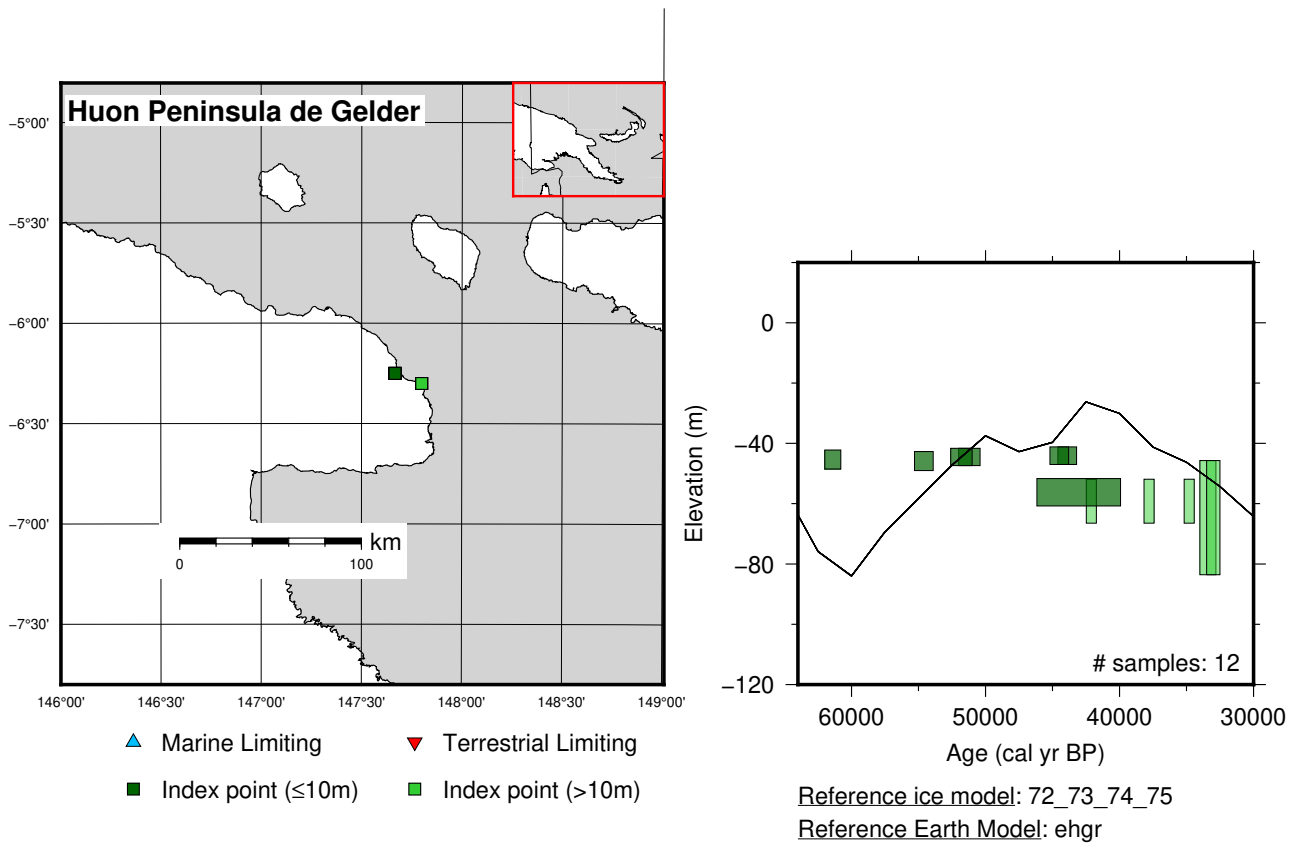 Huon Peninsula de Gelder
−5°00'
−5°30'
−6°00'
−6°30'
−7°00'
−7°30'
km
0 100
146°00' 146°30' 147°00' 147°30' 148°00' 148°30' 149°00'
Marine Limiting
Terrestrial Limiting
Index point (≤10m)
Index point (>10m)
Elevation (m)
0
−40
−80
−120
# samples: 12
60000 50000 40000 30000
Age (cal yr BP)
Reference ice model: 72_73_74_75
Reference Earth Model: ehgr